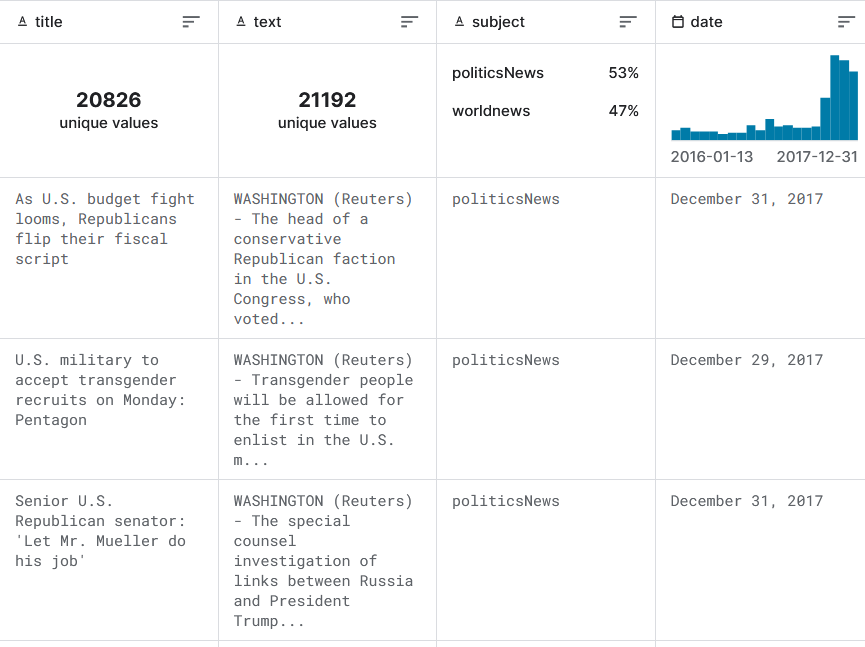 title
text
subject
date
20826
unique values
21192
unique values
politicsNews 53%
worldnews 47%
2016-01-13 2017-12-31
As U.S. budget fight
looms, Republicans
flip their fiscal
script
WASHINGTON (Reuters)
- The head of a
conservative
Republican faction
in the U.S.
Congress, who
voted...
politicsNews
December 31, 2017
U.S. military to
accept transgender
recruits on Monday:
Pentagon
WASHINGTON (Reuters)
- Transgender people
will be allowed for
the first time to
enlist in the U.S.
m...
politicsNews
December 29, 2017
Senior U.S.
Republican senator:
'Let Mr. Mueller do
his job'
WASHINGTON (Reuters)
- The special
counsel
investigation of
links between Russia
and President
Trump...
politicsNews
December 31, 2017